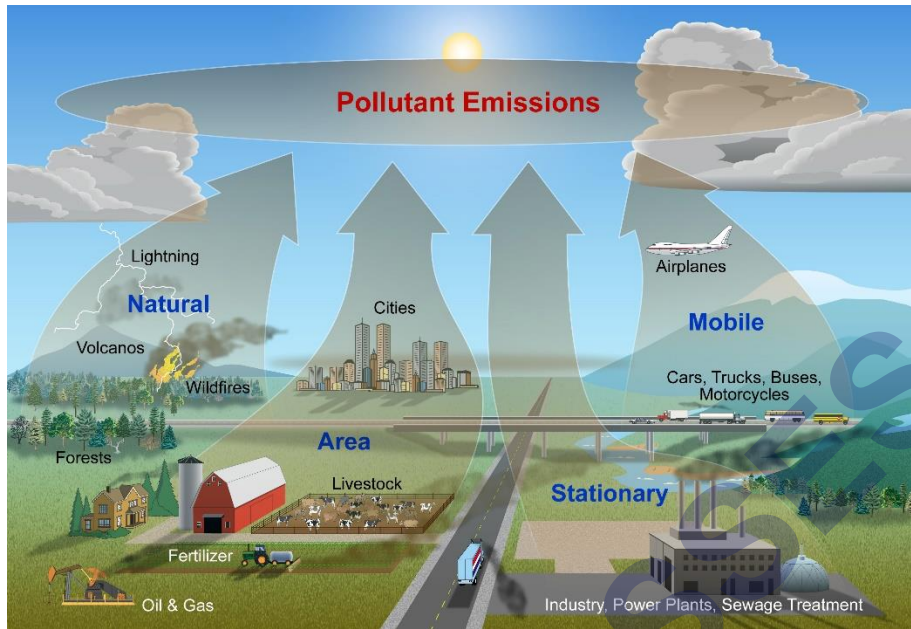 Pollutant Emissions
Lightning
Natural
Volcanos
Wildfires
Forests
Cities
Area
Livestock
Fertilizer
Oil & Gas
Airplanes
Mobile
Cars, Trucks, Buses,
Motorcycles
Stationary
Industry, Power Plants, Sewage Treatment